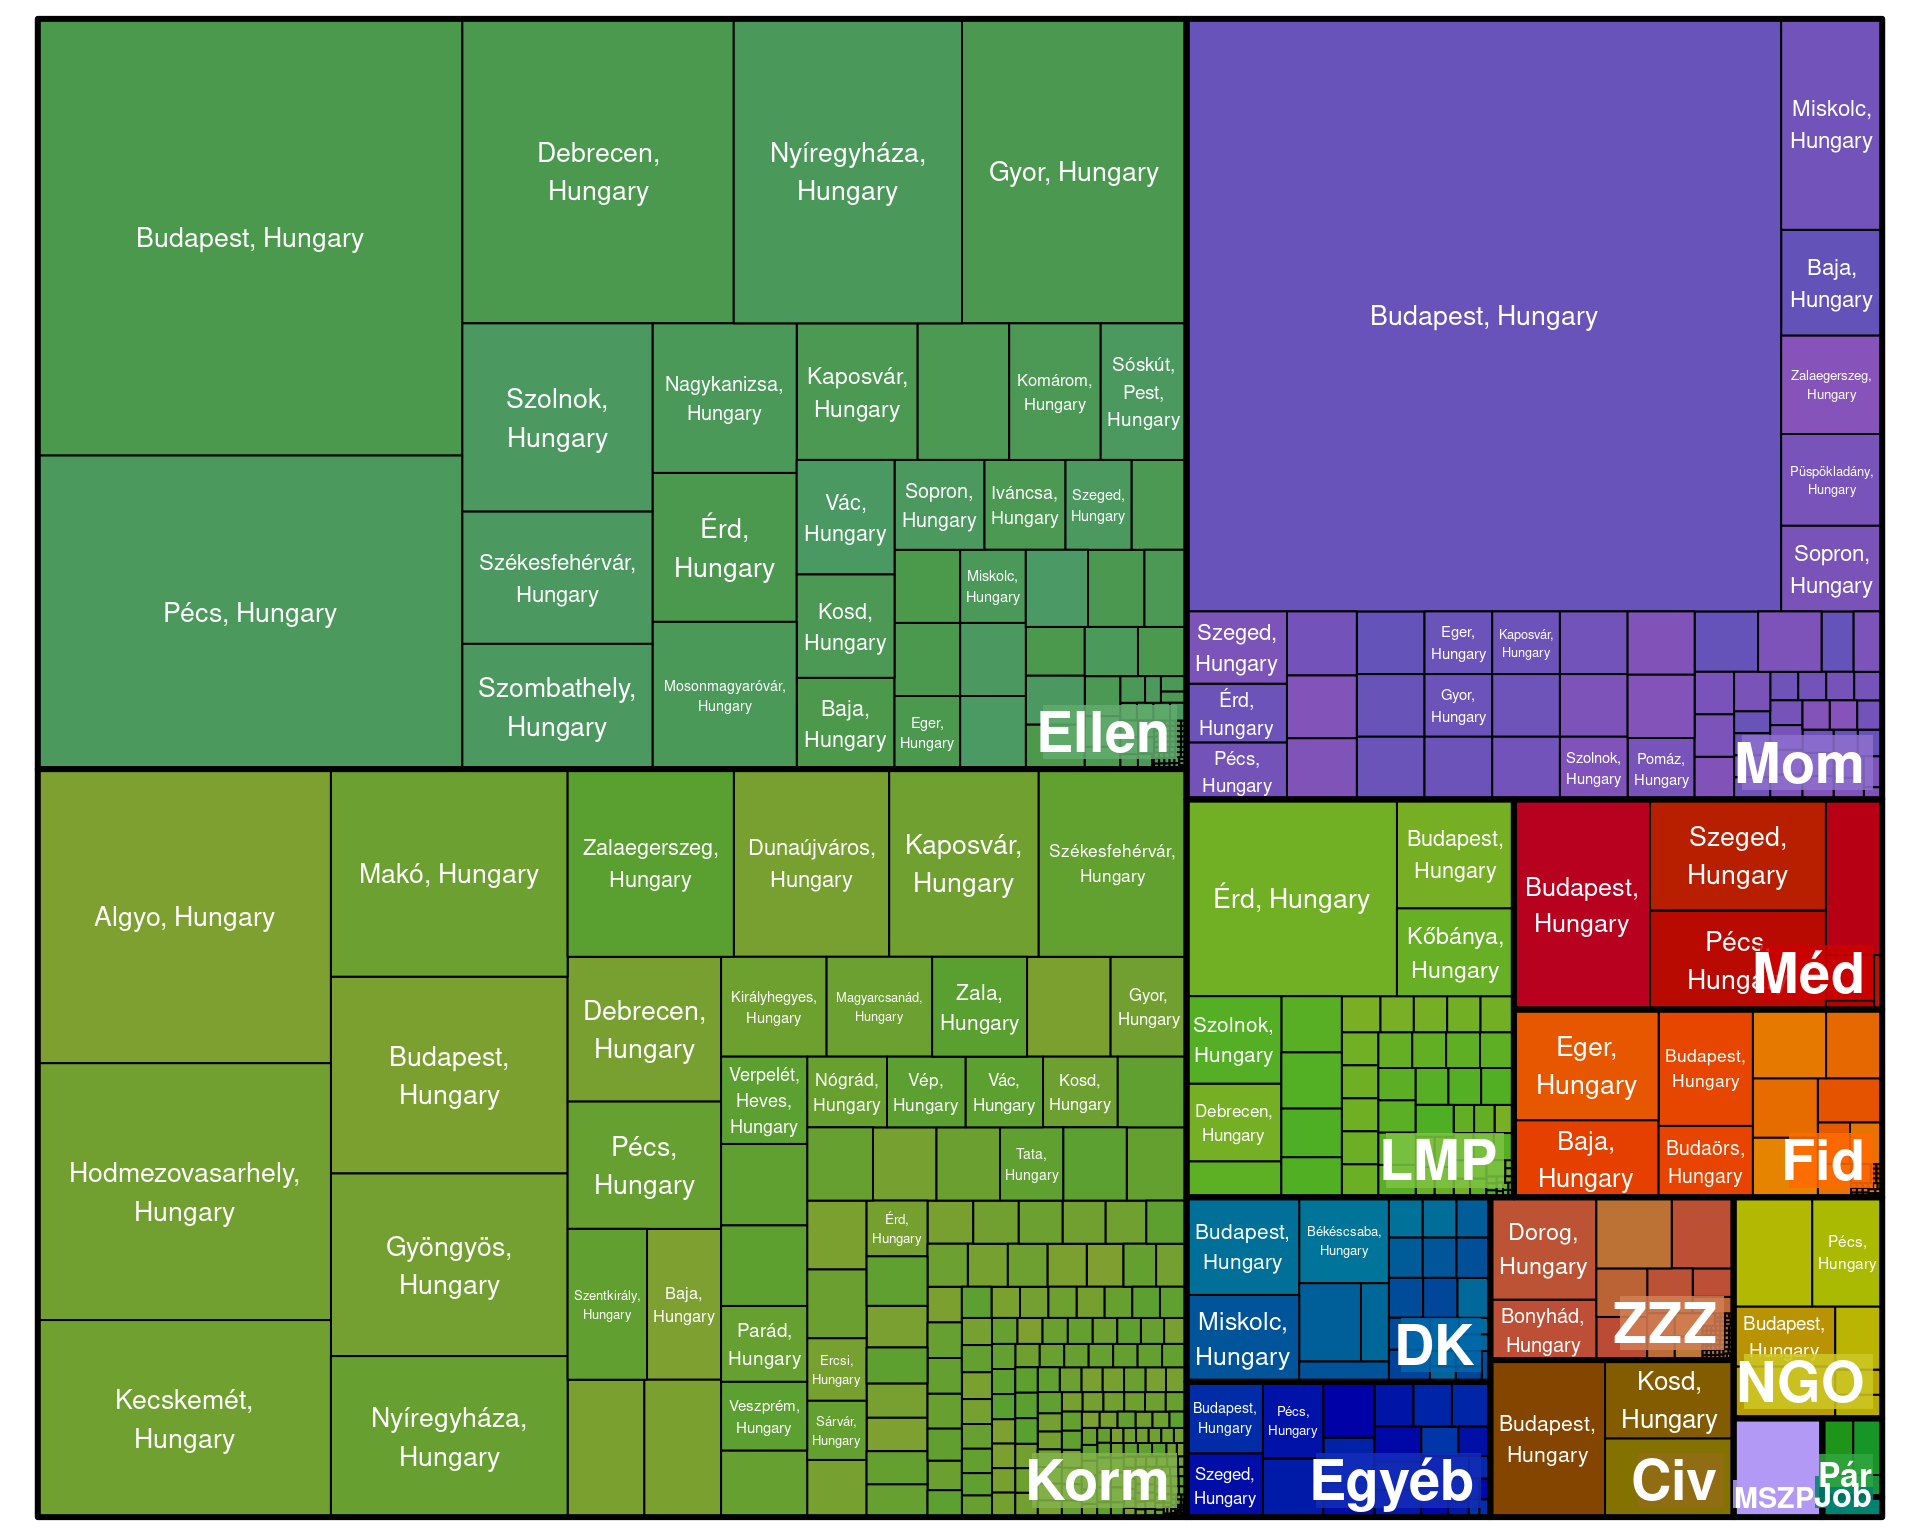 Budapest, Hungary
Debrecen,
Hungary
Nyíregyháza,
Hungary
Gyor, Hungary
Pécs, Hungary
Szolnok,
Hungary
Székesfehérvár,
Hungary
Szombathely,
Hungary
Nagykanizsa,
Hungary
Érd,
Hungary
Mosonmagyaróvár,
Hungary
Kaposvár,
Hungary
Komárom,
Hungary
Sóskút,
Pest,
Hungary
Vác,
Hungary
Sopron,
Hungary
Iváncsa,
Hungary
Szeged,
Hungary
Miskolc,
Hungary
Kosd,
Hungary
Baja,
Hungary
Eger,
Hungary
Ellen
Budapest, Hungary
Miskolc,
Hungary
Baja,
Hungary
Zalaegerszeg,
Hungary
Püspökladány,
Hungary
Sopron,
Hungary
Szeged,
Hungary
Érd,
Hungary
Pécs,
Hungary
Eger,
Hungary
Kaposvár,
Hungary
Gyor,
Hungary
Szolnok,
Hungary
Pomáz,
Hungary
Mom
Algyo, Hungary
Hodmezovasarhely,
Hungary
Kecskemét,
Hungary
Makó, Hungary
Budapest,
Hungary
Gyöngyös,
Hungary
Nyíregyháza,
Hungary
Zalaegerszeg,
Hungary
Dunaújváros,
Hungary
Kaposvár,
Hungary
Székesfehérvár,
Hungary
Debrecen,
Hungary
Pécs,
Hungary
Szentkirály,
Hungary
Baja,
Hungary
Királyhegyes,
Hungary
Magyarcsanád,
Hungary
Zala,
Hungary
Gyor,
Hungary
Verpelét,
Heves,
Hungary
Nógrád,
Hungary
Vép,
Hungary
Vác,
Hungary
Kosd,
Hungary
Tata,
Hungary
Érd,
Hungary
Parád,
Hungary
Veszprém,
Hungary
Ercsi,
Hungary
Sárvár,
Hungary
Korm
Érd, Hungary
Budapest,
Hungary
Kőbánya,
Hungary
Szolnok,
Hungary
Debrecen,
Hungary
LMP
Budapest,
Hungary
Szeged,
Hungary
Pécs,
Hungary
Méd
Eger,
Hungary
Baja,
Hungary
Budapest,
Hungary
Budaörs,
Hungary
Fid
Budapest,
Hungary
Békéscsaba,
Hungary
Miskolc,
Hungary
DK
Dorog,
Hungary
Bonyhád,
Hungary
ZZZ
Pécs,
Hungary
Budapest,
Hungary
NGO
Budapest,
Hungary
Pécs,
Hungary
Szeged,
Hungary
Egyéb
Budapest,
Hungary
Kosd,
Hungary
Civ
MSZP
Pár
Job